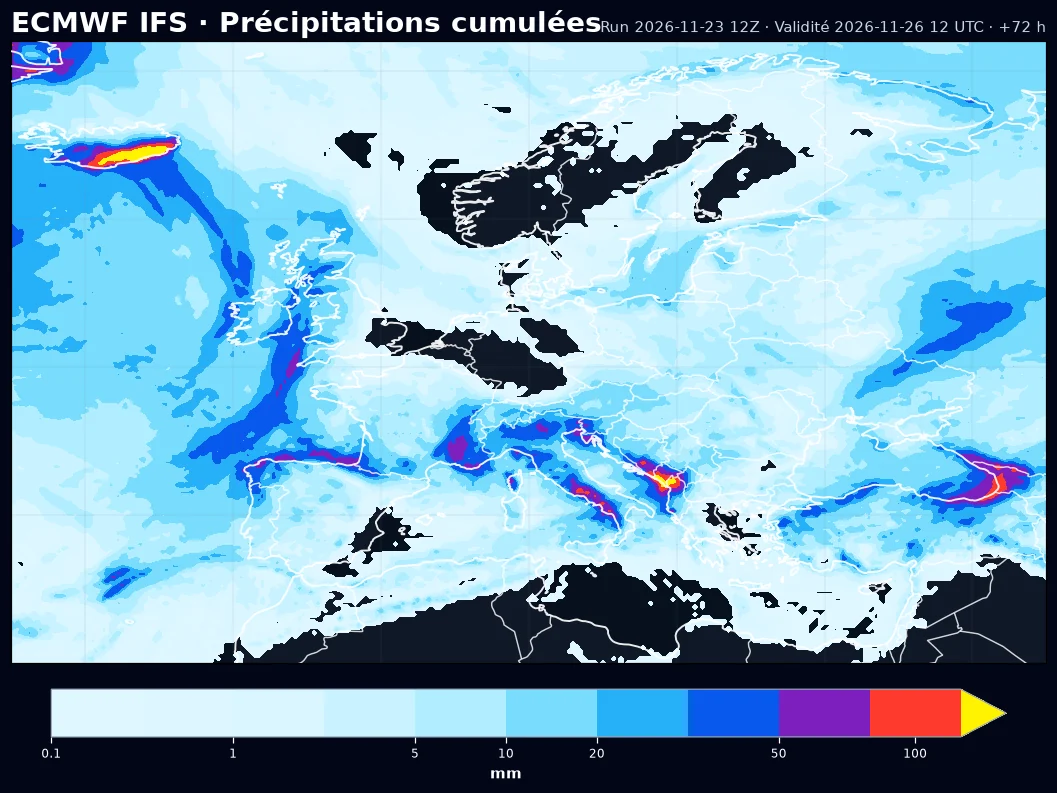 ECMWF IFS · Précipitations cumulées
Run 2026-11-23 12Z · Validité 2026-11-26 12 UTC · +72 h
0.1 1 5 10 20 50 100
mm